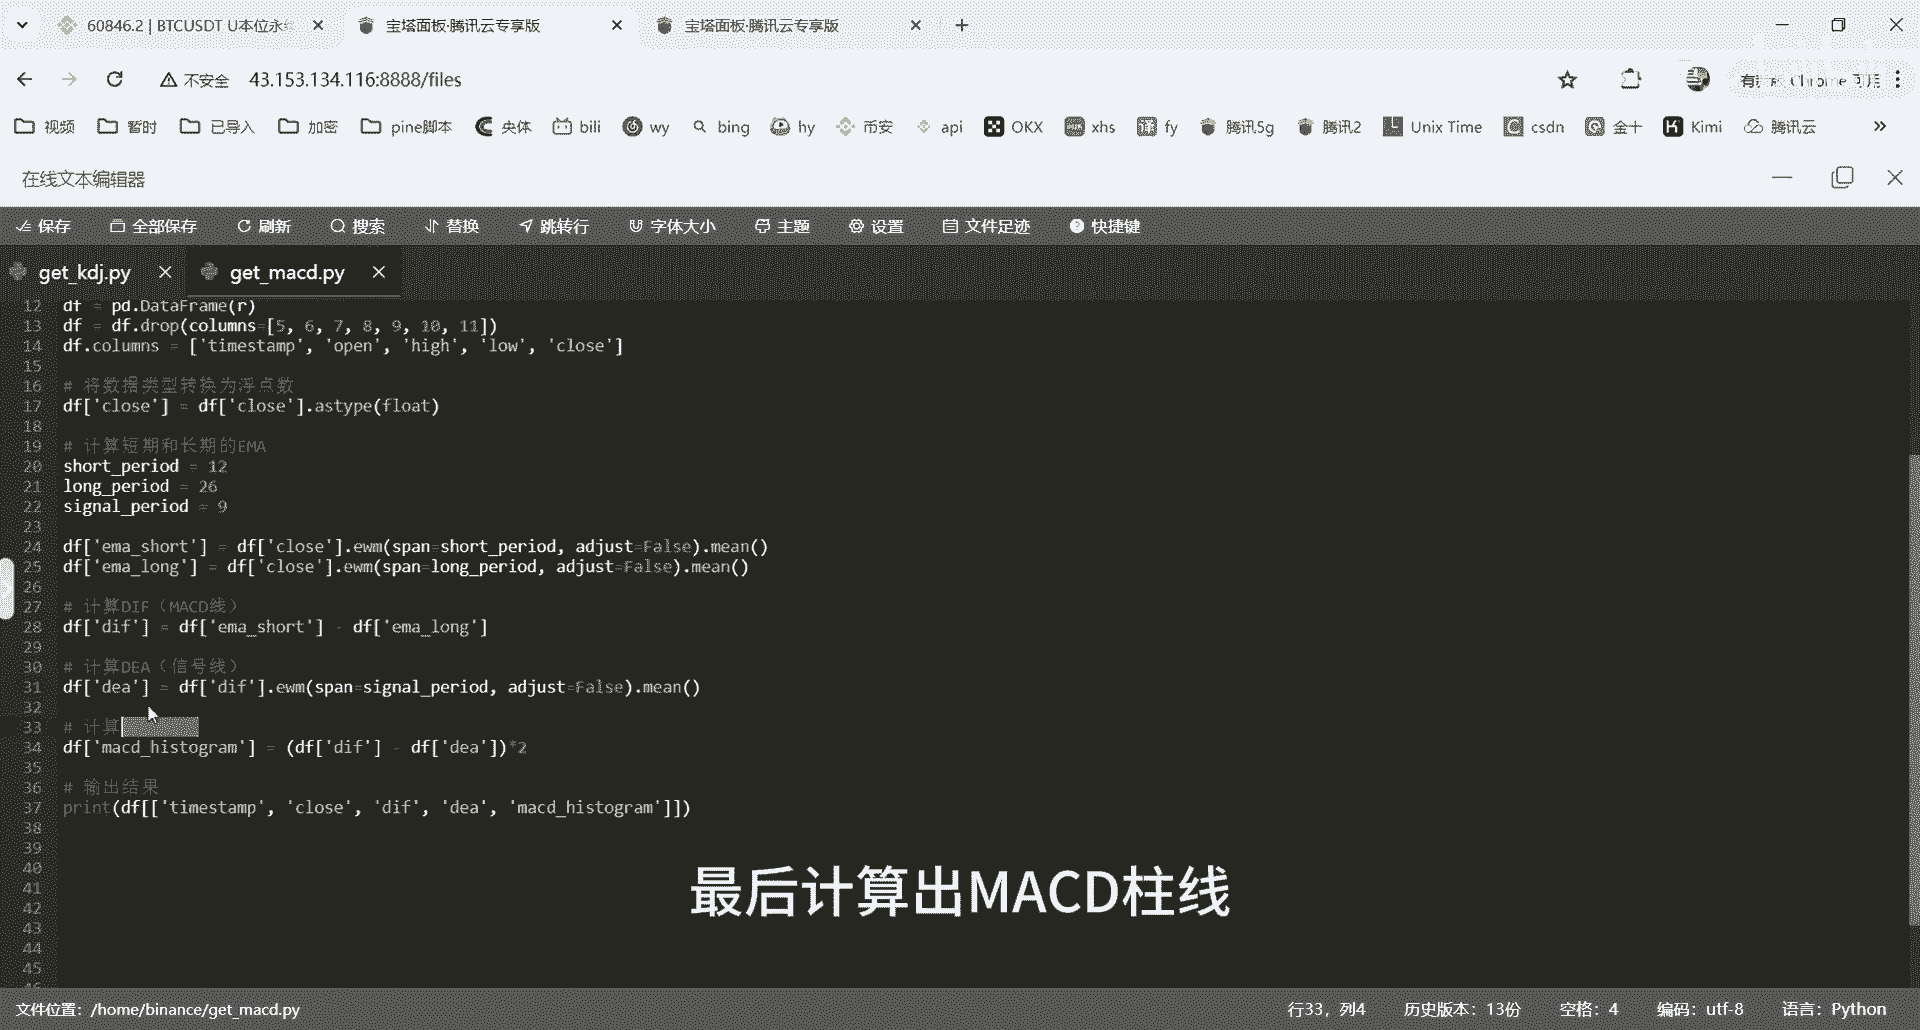 60846.2 | BTCUSDT U本位永续
宝塔面板·腾讯云专享版
宝塔面板·腾讯云专享版
不安全 43.153.134.116:8888/files
视频 暂时 已导入 加密 pine脚本 央体 bili wy bing hy 币安 api OKX xhs fy 腾讯5g 腾讯2 Unix Time csdn 金十 Kimi 腾讯云
在线文本编辑器
保存 全部保存 刷新 搜索 替换 跳转行 字体大小 主题 设置 文件足迹 快捷键
get_kdj.py get_macd.py
12 df = pd.DataFrame(r)
13 df = df.drop(columns=[5, 6, 7, 8, 9, 10, 11])
14 df.columns = ['timestamp', 'open', 'high', 'low', 'close']
15
16 # 将数据类型转换为浮点数
17 df['close'] = df['close'].astype(float)
18
19 # 计算短期和长期的EMA
20 short_period = 12
21 long_period = 26
22 signal_period = 9
23
24 df['ema_short'] = df['close'].ewm(span=short_period, adjust=False).mean()
25 df['ema_long'] = df['close'].ewm(span=long_period, adjust=False).mean()
26
27 # 计算DIF（MACD线）
28 df['dif'] = df['ema_short'] - df['ema_long']
29
30 # 计算DEA（信号线）
31 df['dea'] = df['dif'].ewm(span=signal_period, adjust=False).mean()
32
33 # 计算
34 df['macd_histogram'] = (df['dif'] - df['dea'])*2
35
36 # 输出结果
37 print(df[['timestamp', 'close', 'dif', 'dea', 'macd_histogram']])
38
39
40
41
42
43
44
45
最后计算出MACD柱线
文件位置：/home/binance/get_macd.py 行33，列4 历史版本：13份 空格：4 编码：utf-8 语言：Python